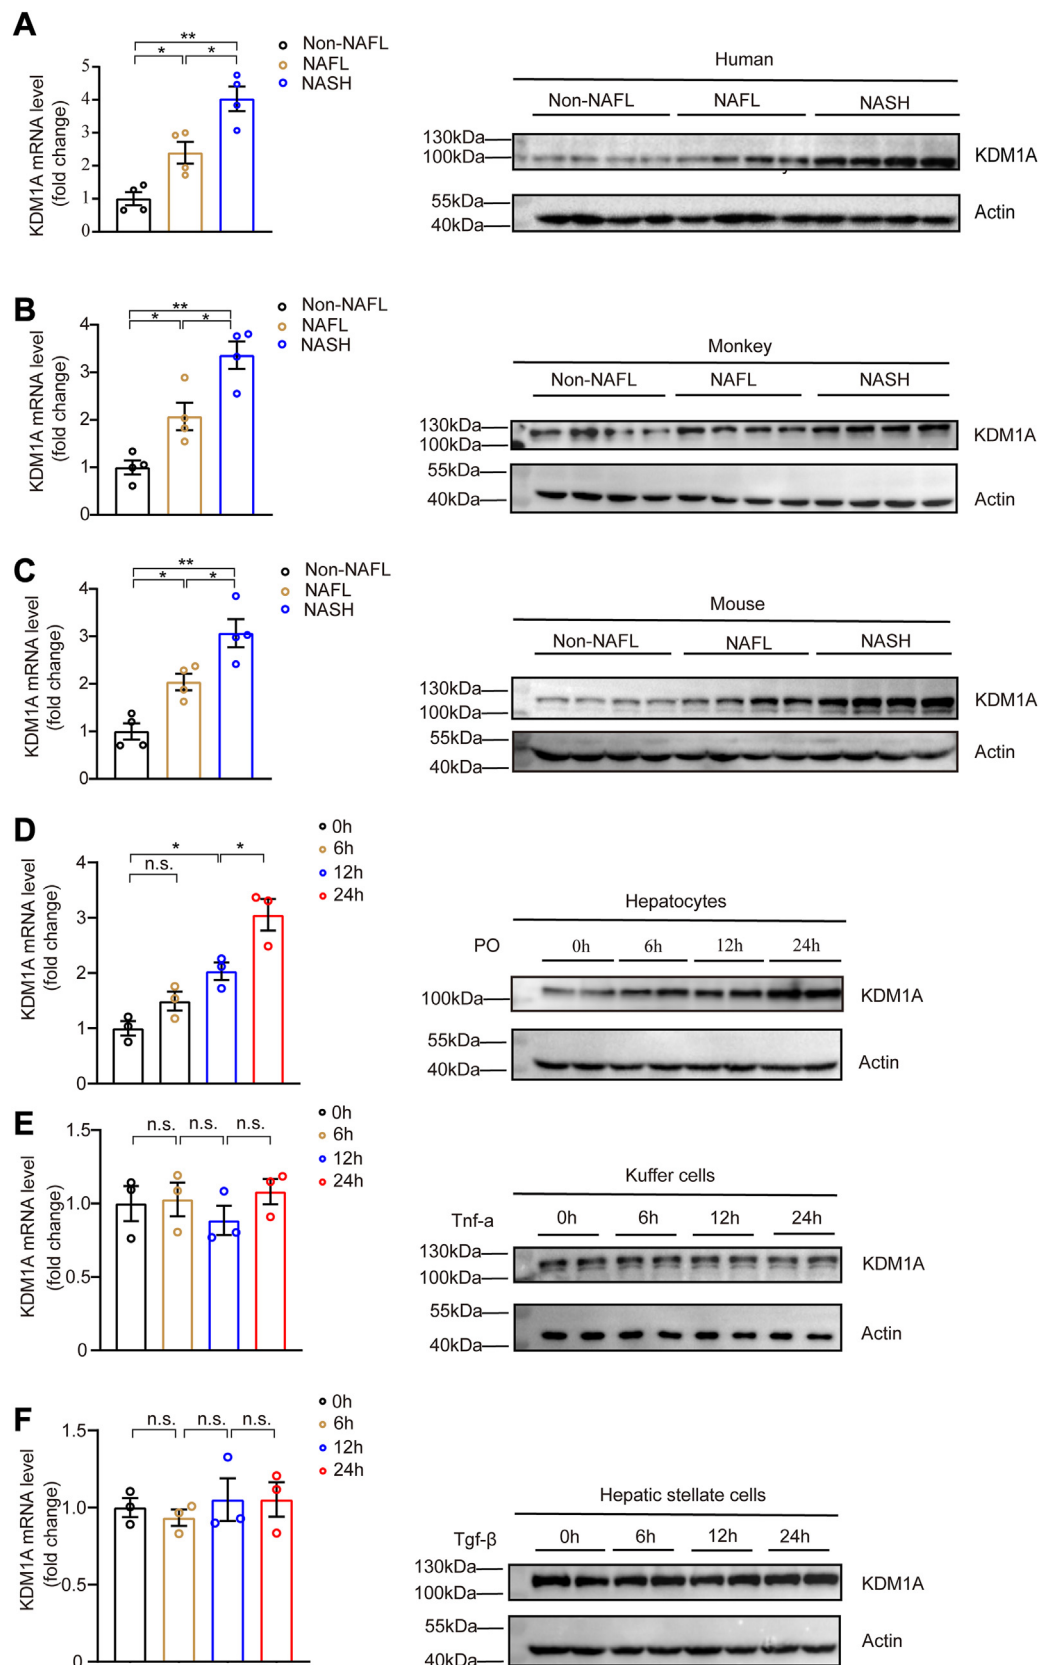 A
** 
* *
Non-NAFL
NAFL
NASH
KDM1A mRNA level
(fold change)
5
4
3
2
1
0
Human
Non-NAFL NAFL NASH
130kDa
100kDa
KDM1A
55kDa
40kDa
Actin
B
**
* *
Non-NAFL
NAFL
NASH
KDM1A mRNA level
(fold change)
4
3
2
1
0
Monkey
Non-NAFL NAFL NASH
130kDa
100kDa
KDM1A
55kDa
40kDa
Actin
C
**
* *
Non-NAFL
NAFL
NASH
KDM1A mRNA level
(fold change)
4
3
2
1
0
Mouse
Non-NAFL NAFL NASH
130kDa
100kDa
KDM1A
55kDa
40kDa
Actin
D
* *
n.s.
0h
6h
12h
24h
KDM1A mRNA level
(fold change)
4
3
2
1
0
Hepatocytes
PO 0h 6h 12h 24h
100kDa
KDM1A
55kDa
40kDa
Actin
E
n.s. n.s. n.s.
0h
6h
12h
24h
KDM1A mRNA level
(fold change)
1.5
1.0
0.5
0
Kuffer cells
Tnf-a 0h 6h 12h 24h
130kDa
100kDa
KDM1A
55kDa
40kDa
Actin
F
n.s. n.s. n.s.
0h
6h
12h
24h
KDM1A mRNA level
(fold change)
1.5
1.0
0.5
0
Hepatic stellate cells
Tgf-β 0h 6h 12h 24h
130kDa
100kDa
KDM1A
55kDa
40kDa
Actin